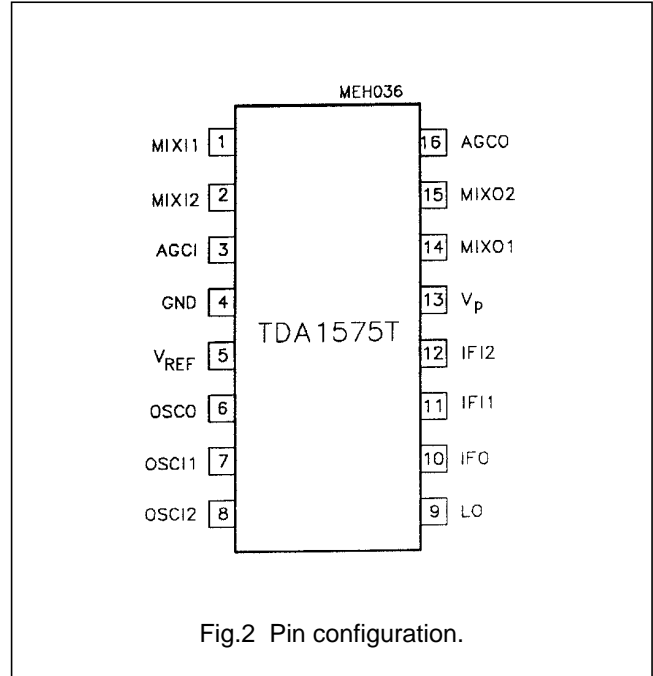 MEH036
MIXI1 1
MIXI2 2
AGCI 3
GND 4
VREF 5
OSCO 6
OSCI1 7
OSCI2 8
TDA1575T
16 AGCO
15 MIXO2
14 MIXO1
13 Vp
12 IFI2
11 IFI1
10 IFO
9 LO
Fig.2 Pin configuration.